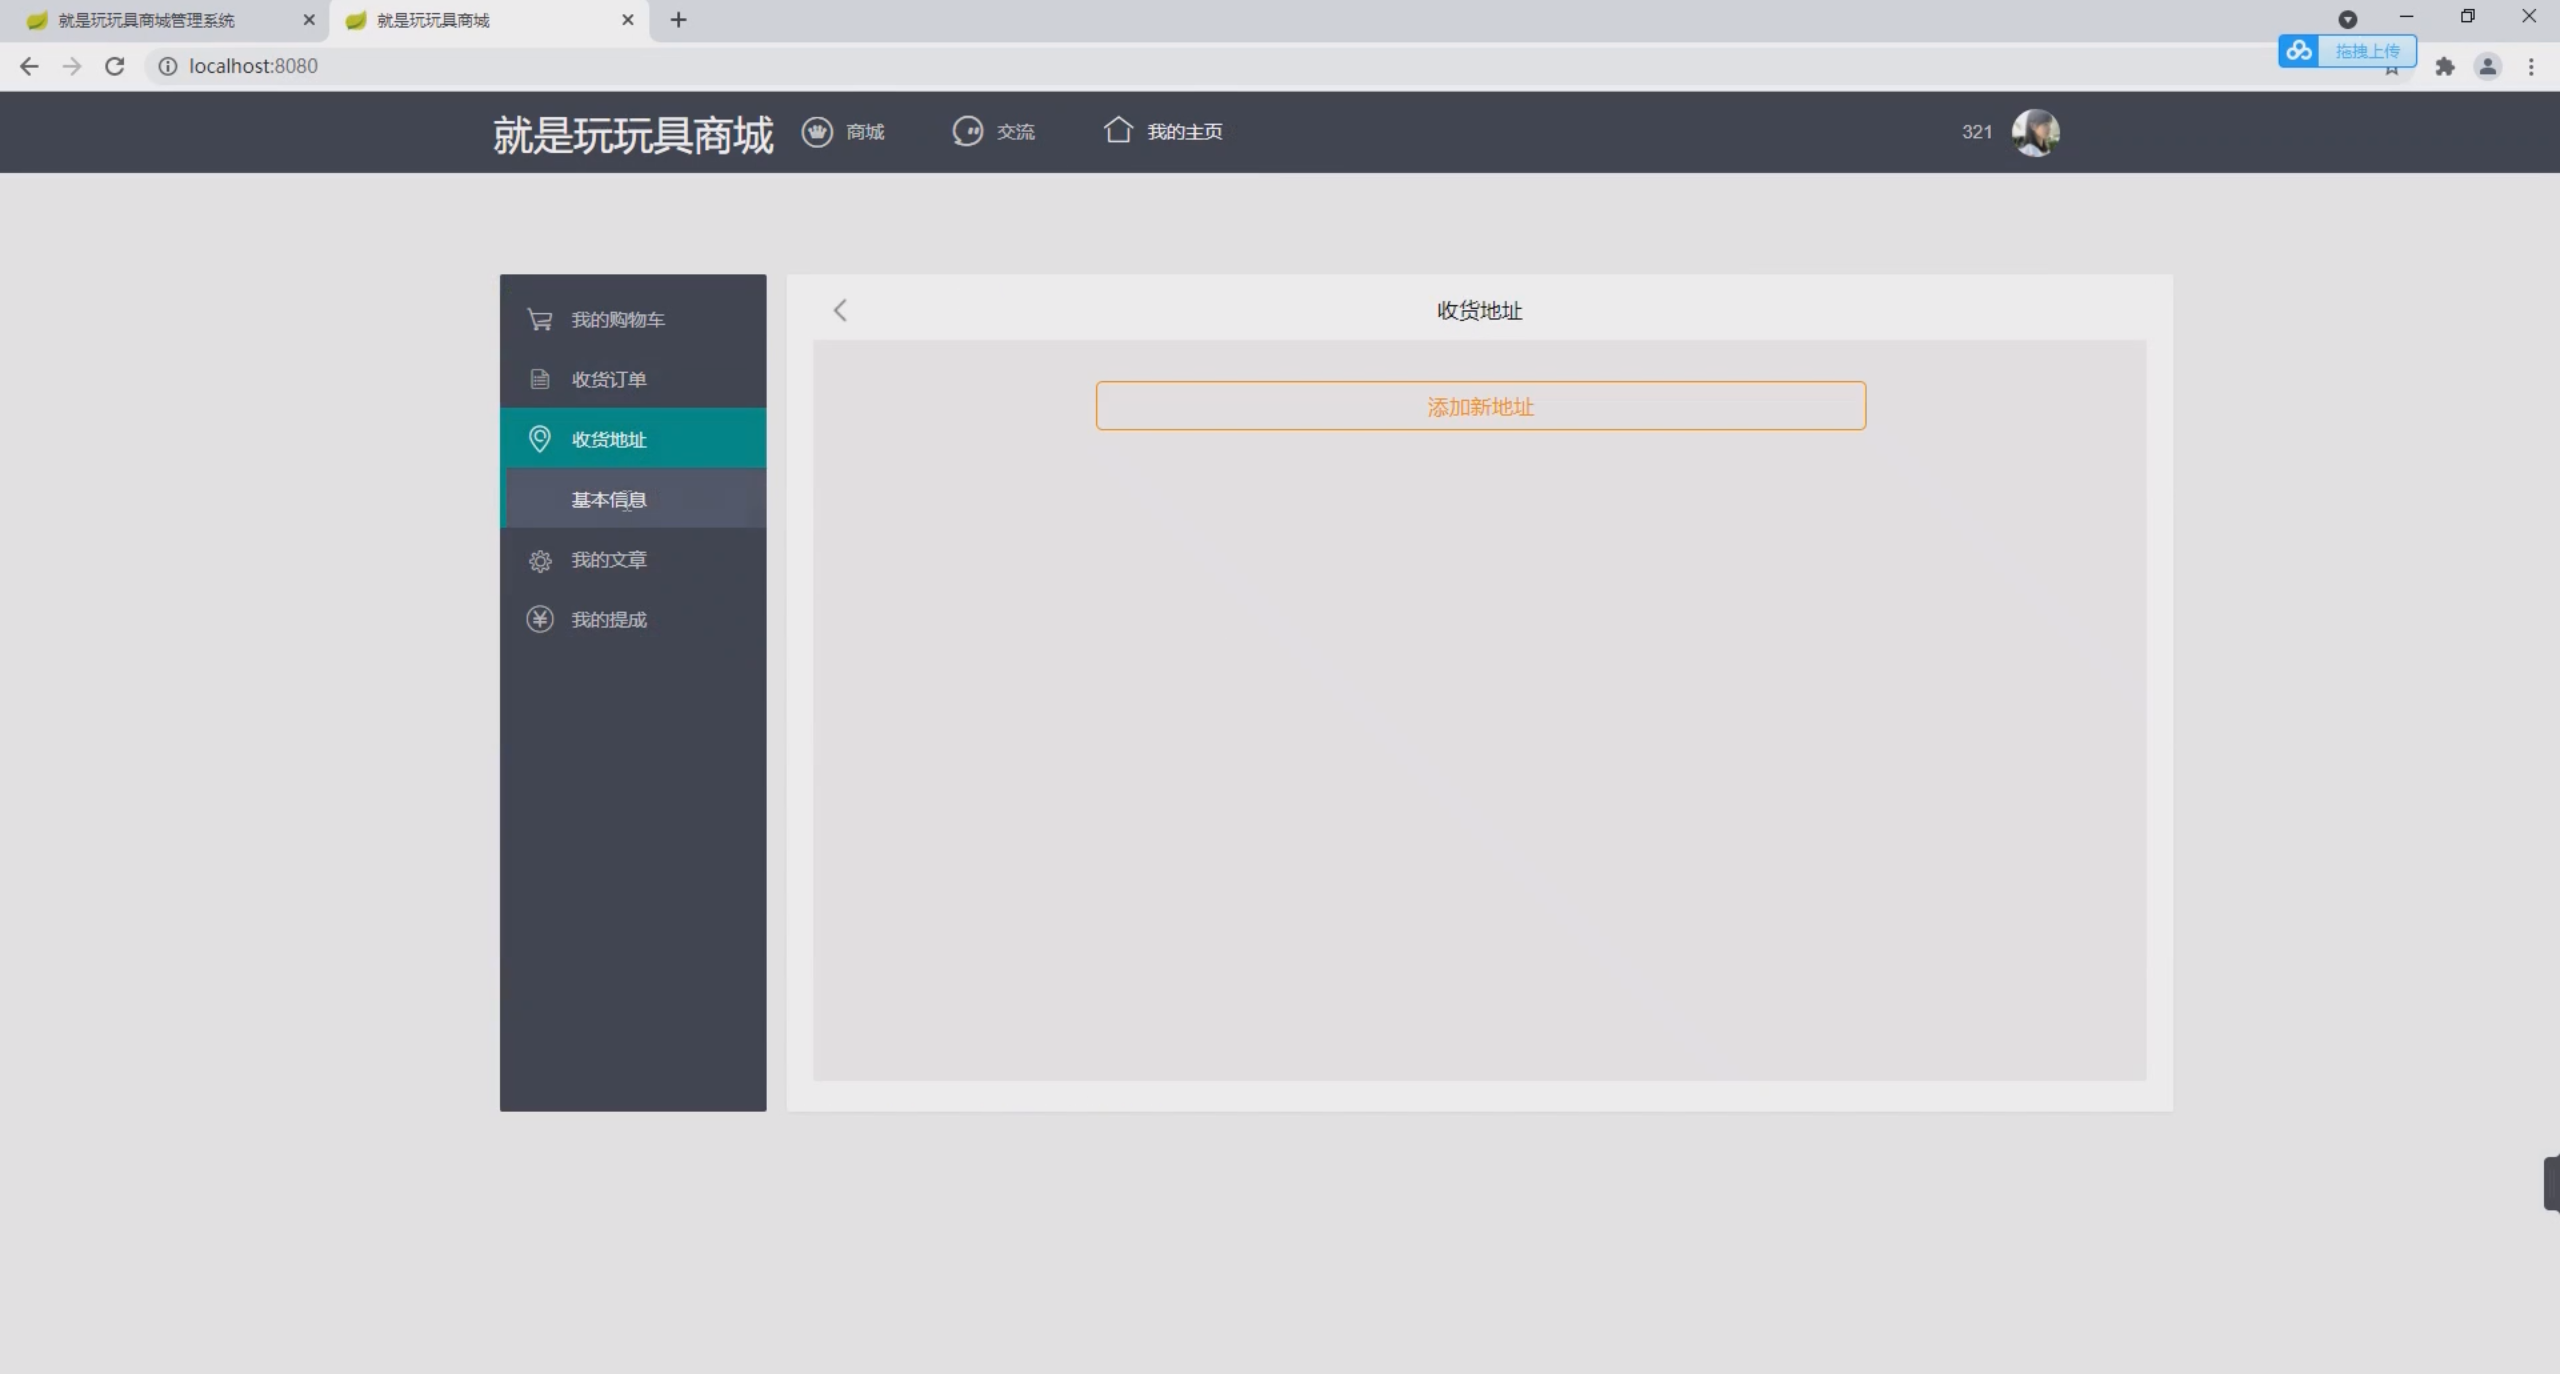 就是玩玩具商城管理系统
就是玩玩具商城
localhost:8080
拖拽上传
就是玩玩具商城
商城
交流
我的主页
321
我的购物车
收货订单
收货地址
基本信息
我的文章
我的提成
收货地址
添加新地址